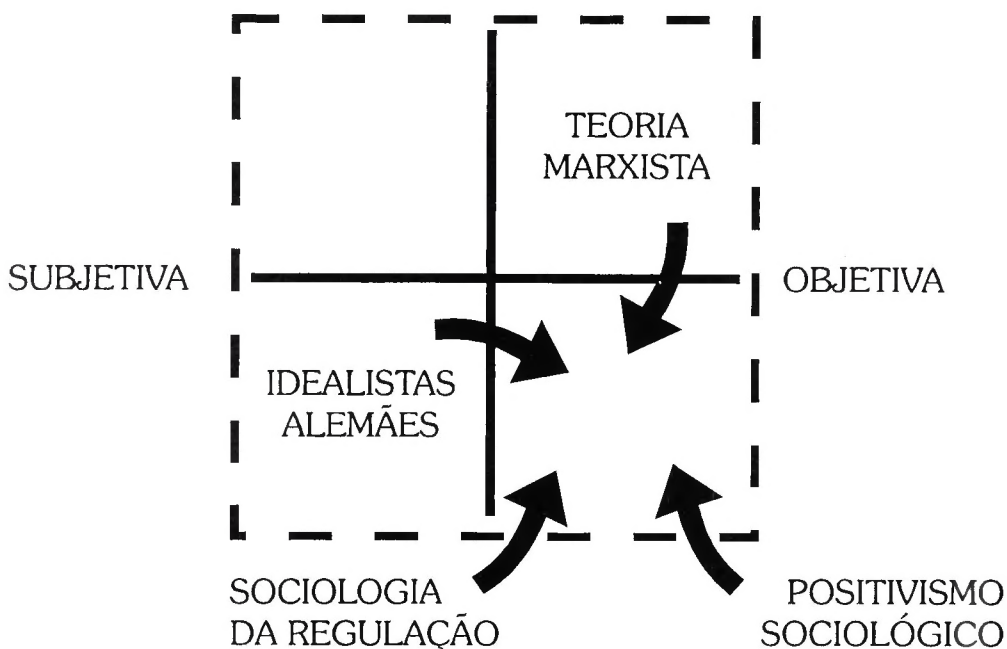 TEORIA
MARXISTA
SUBJETIVA
OBJETIVA
IDEALISTAS
ALEMÃES
SOCIOLOGIA
DA REGULAÇÃO
POSITIVISMO
SOCIOLÓGICO